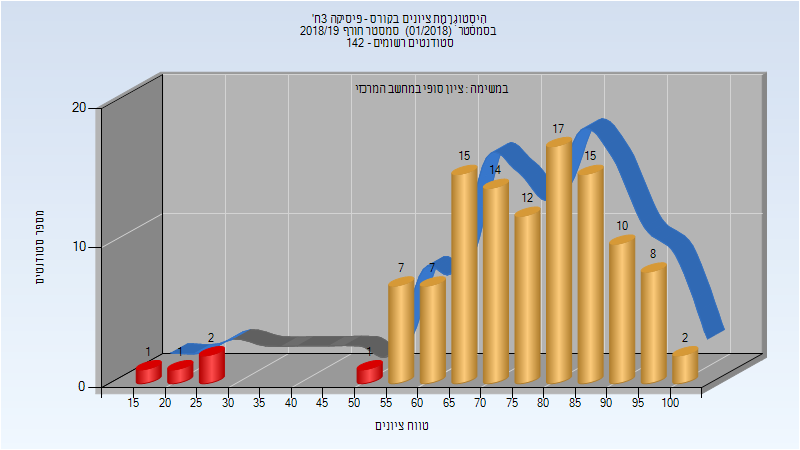 היסטוגרמת ציונים בקורס - פיסיקה 3ח'
בסמסטר (01/2018) סמסטר חורף 2018/19
סטודנטים רשומים - 142
במשימה : ציון סופי במחשב המרכזי
מספר סטודנטים
20
10
0
1
1
2
1
7
7
15
14
12
17
15
10
8
2
15 20 25 30 35 40 45 50 55 60 65 70 75 80 85 90 95 100
טווח ציונים